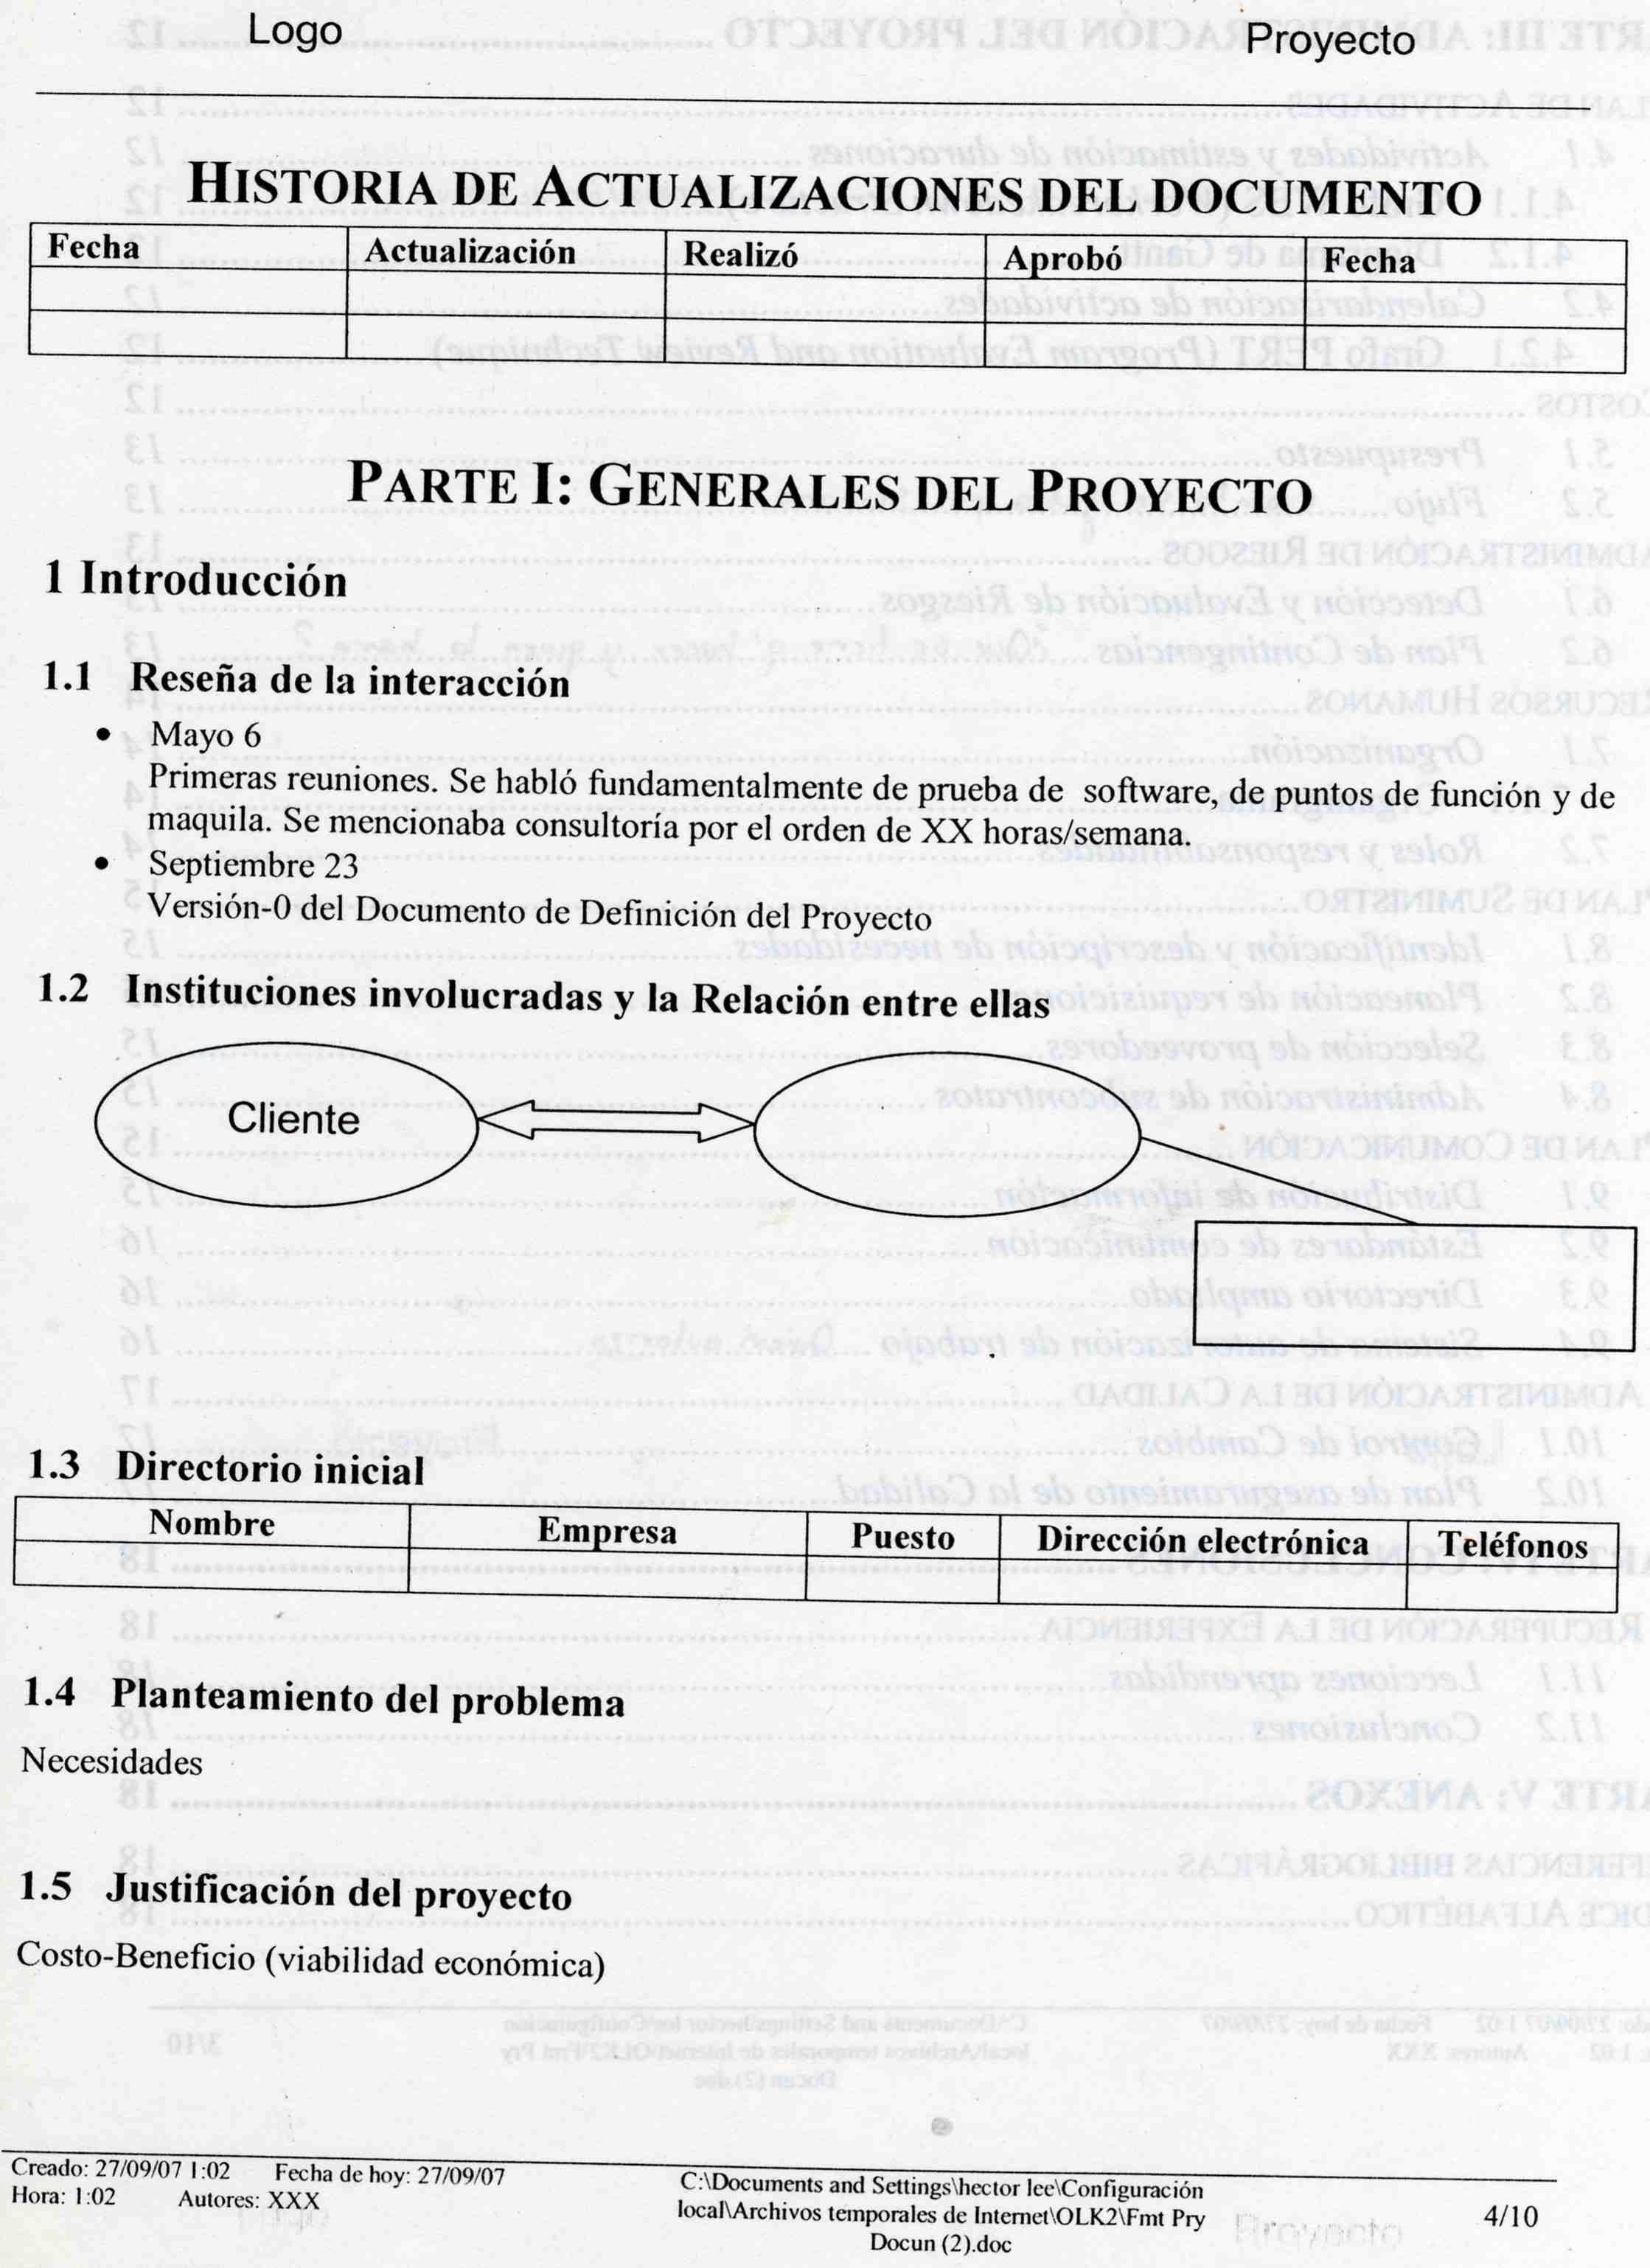 Logo
Proyecto
HISTORIA DE ACTUALIZACIONES DEL DOCUMENTO
Fecha Actualización Realizó Aprobó Fecha
PARTE I: GENERALES DEL PROYECTO
1 Introducción
1.1 Reseña de la interacción
• Mayo 6
Primeras reuniones. Se habló fundamentalmente de prueba de software, de puntos de función y de
maquila. Se mencionaba consultoría por el orden de XX horas/semana.
• Septiembre 23
Versión-0 del Documento de Definición del Proyecto
1.2 Instituciones involucradas y la Relación entre ellas
Cliente
1.3 Directorio inicial
Nombre Empresa Puesto Dirección electrónica Teléfonos
1.4 Planteamiento del problema
Necesidades
1.5 Justificación del proyecto
Costo-Beneficio (viabilidad económica)
Creado: 27/09/07 1:02 Fecha de hoy: 27/09/07
Hora: 1:02 Autores: XXX
C:\Documents and Settings\hector lee\Configuración
local\Archivos temporales de Internet\OLK2\Fmt Pry
Docun (2).doc
4/10